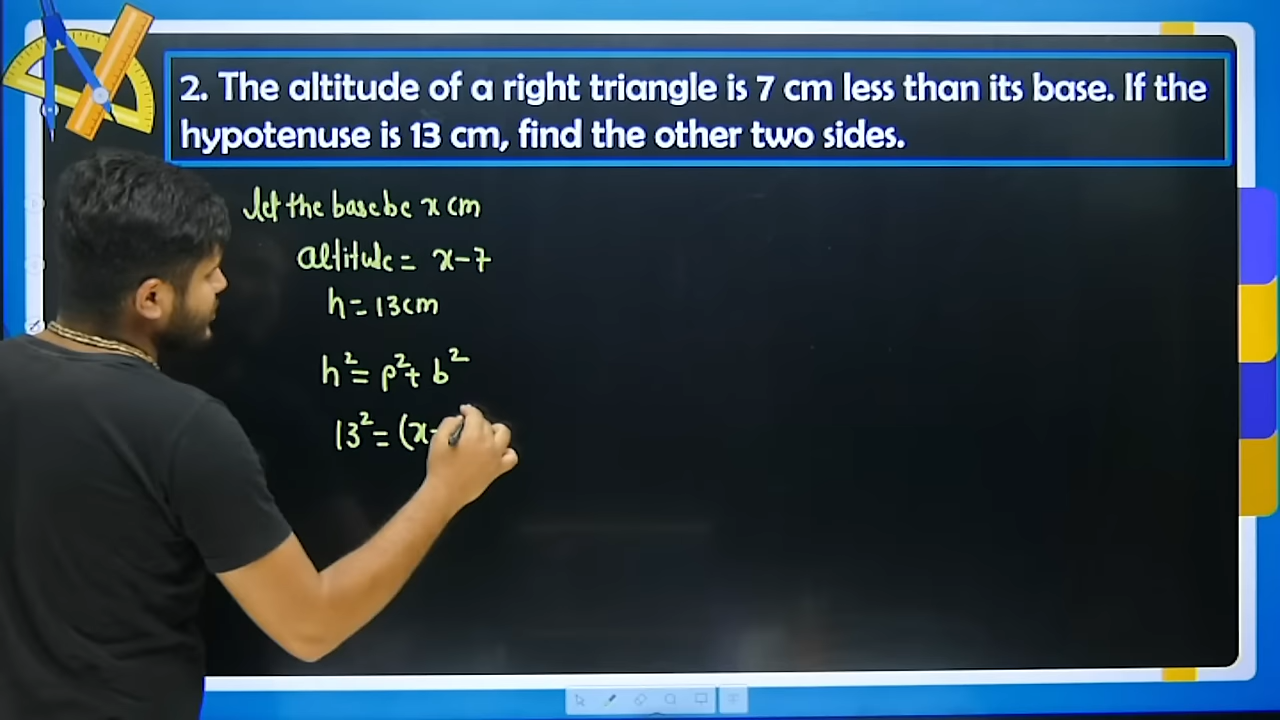 2. The altitude of a right triangle is 7 cm less than its base. If the
hypotenuse is 13 cm, find the other two sides.
let the base be x cm
altitude = x-7
h = 13cm
h² = p² + b²
13² = (x-